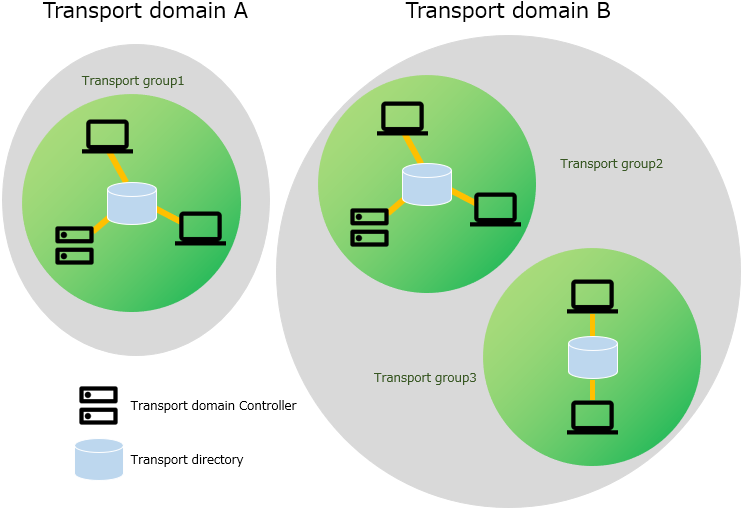 Transport domain A
Transport domain B
Transport group1
Transport group2
Transport group3
Transport domain Controller
Transport directory